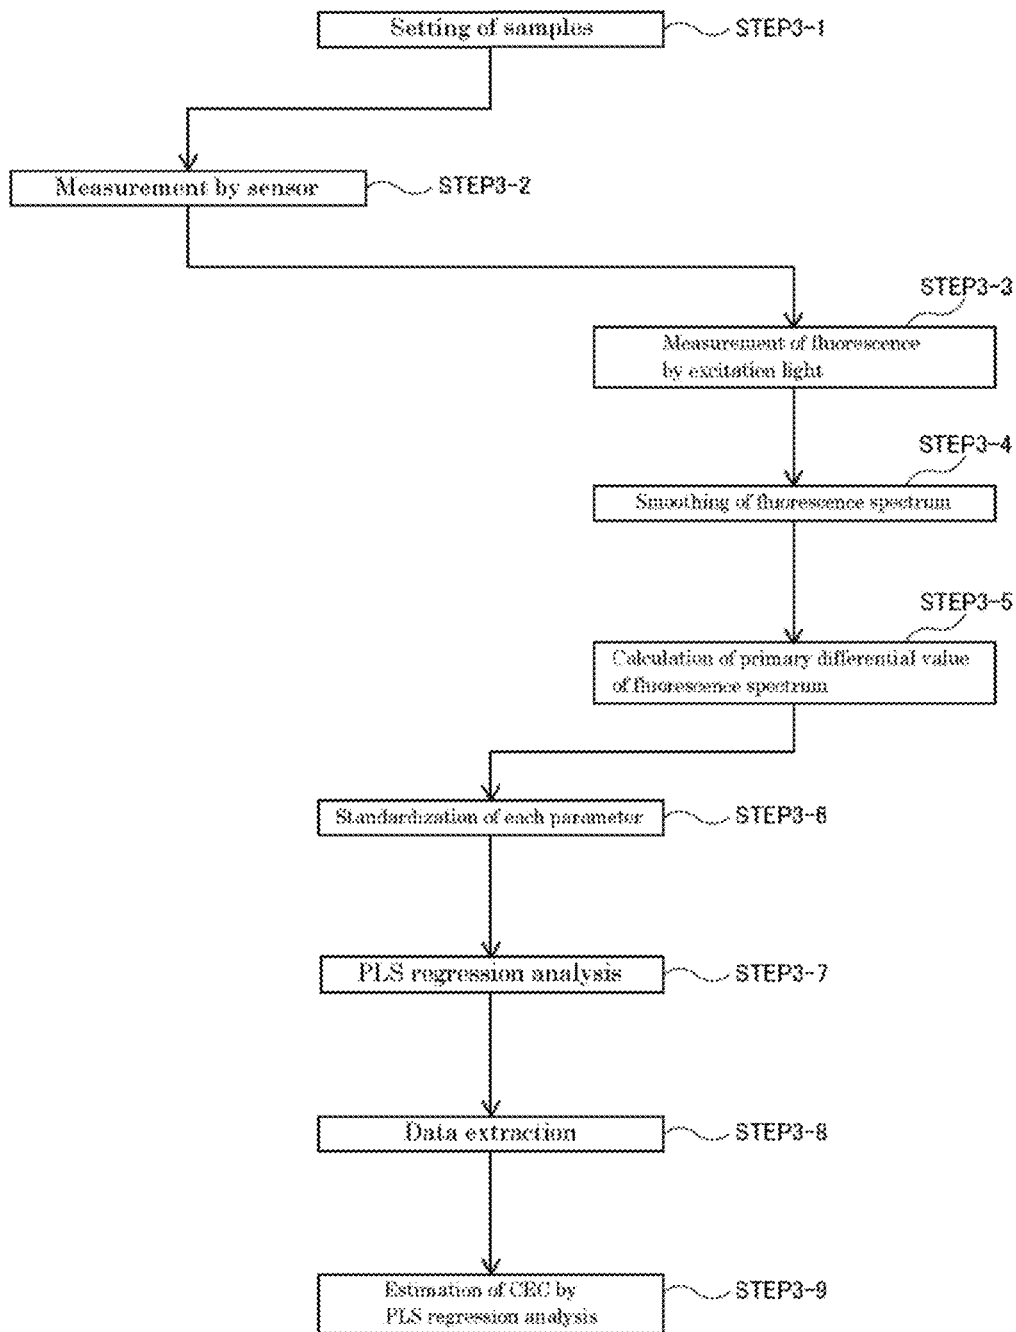 Setting of samples
STEP3-1
Measurement by sensor
STEP3-2
STEP3-3
Measurement of fluorescence
by excitation light
STEP3-4
Smoothing of fluorescence spectrum
STEP3-5
Calculation of primary differential value
of fluorescence spectrum
Standardization of each parameter
STEP3-6
PLS regression analysis
STEP3-7
Data extraction
STEP3-8
Estimation of CEC by
PLS regression analysis
STEP3-9